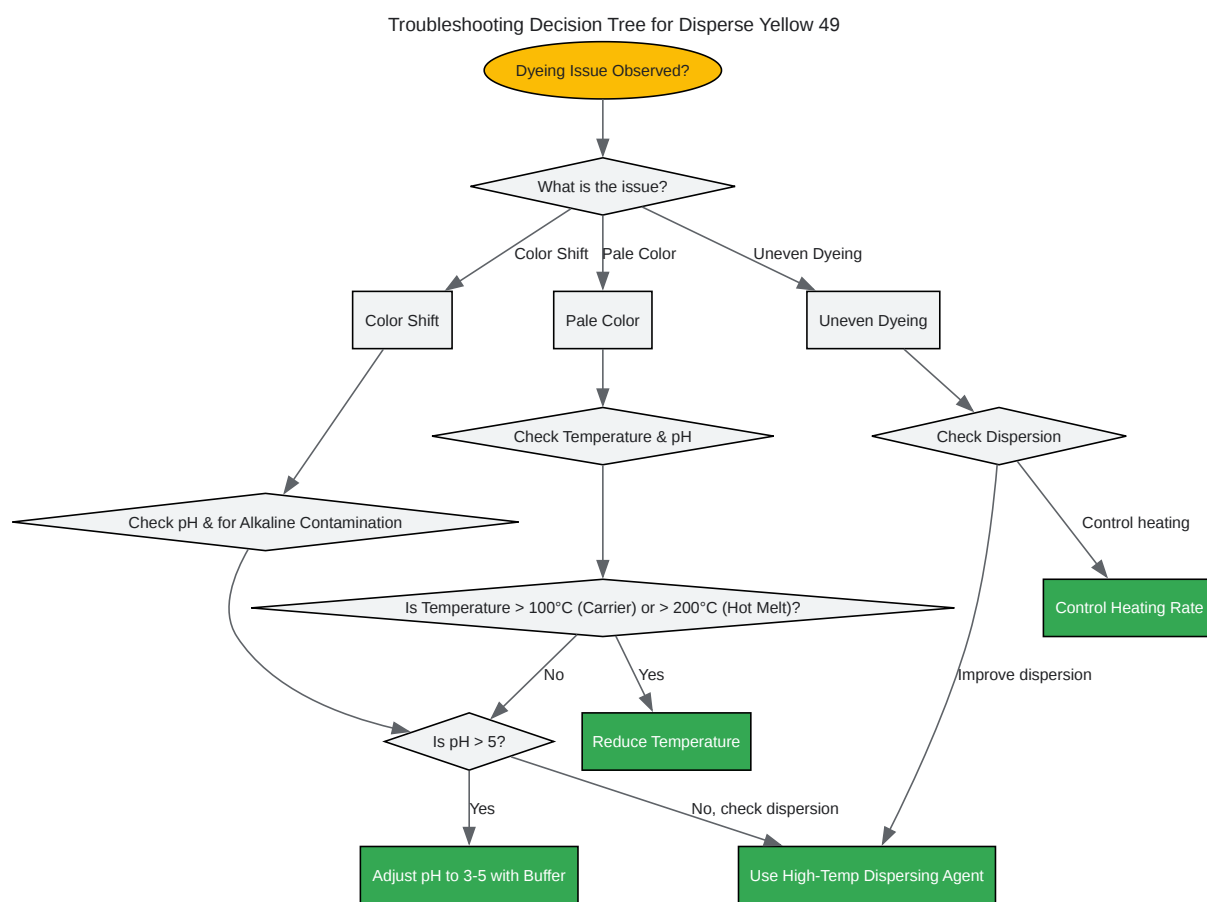 Troubleshooting Decision Tree for Disperse Yellow 49
Dyeing Issue Observed?
What is the issue?
Color Shift
Pale Color
Uneven Dyeing
Color Shift
Pale Color
Uneven Dyeing
Check Temperature & pH
Check Dispersion
Check pH & for Alkaline Contamination
Control heating
Is Temperature > 100°C (Carrier) or > 200°C (Hot Melt)?
Control Heating Rate
No
Yes
Improve dispersion
Is pH > 5?
Reduce Temperature
Yes
No, check dispersion
Adjust pH to 3-5 with Buffer
Use High-Temp Dispersing Agent